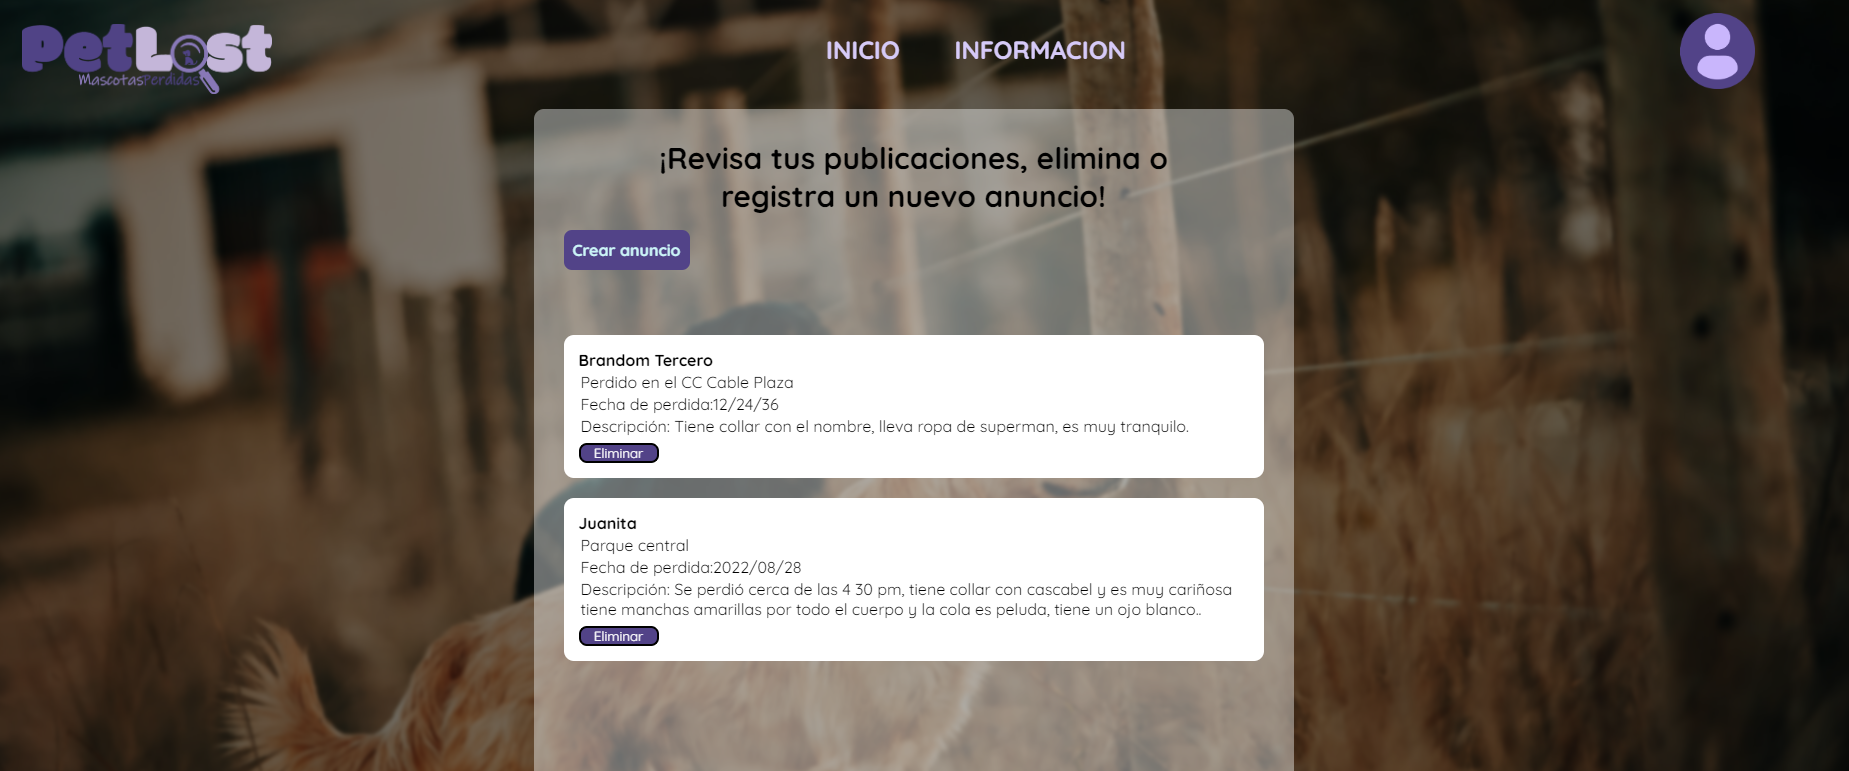 PetLost
MascotasPerdidas
INICIO
INFORMACION
¡Revisa tus publicaciones, elimina o
registra un nuevo anuncio!
Crear anuncio
Brandom Tercero
Perdido en el CC Cable Plaza
Fecha de perdida:12/24/36
Descripción: Tiene collar con el nombre, lleva ropa de superman, es muy tranquilo.
Eliminar
Juanita
Parque central
Fecha de perdida:2022/08/28
Descripción: Se perdió cerca de las 4 30 pm, tiene collar con cascabel y es muy cariñosa
tiene manchas amarillas por todo el cuerpo y la cola es peluda, tiene un ojo blanco..
Eliminar